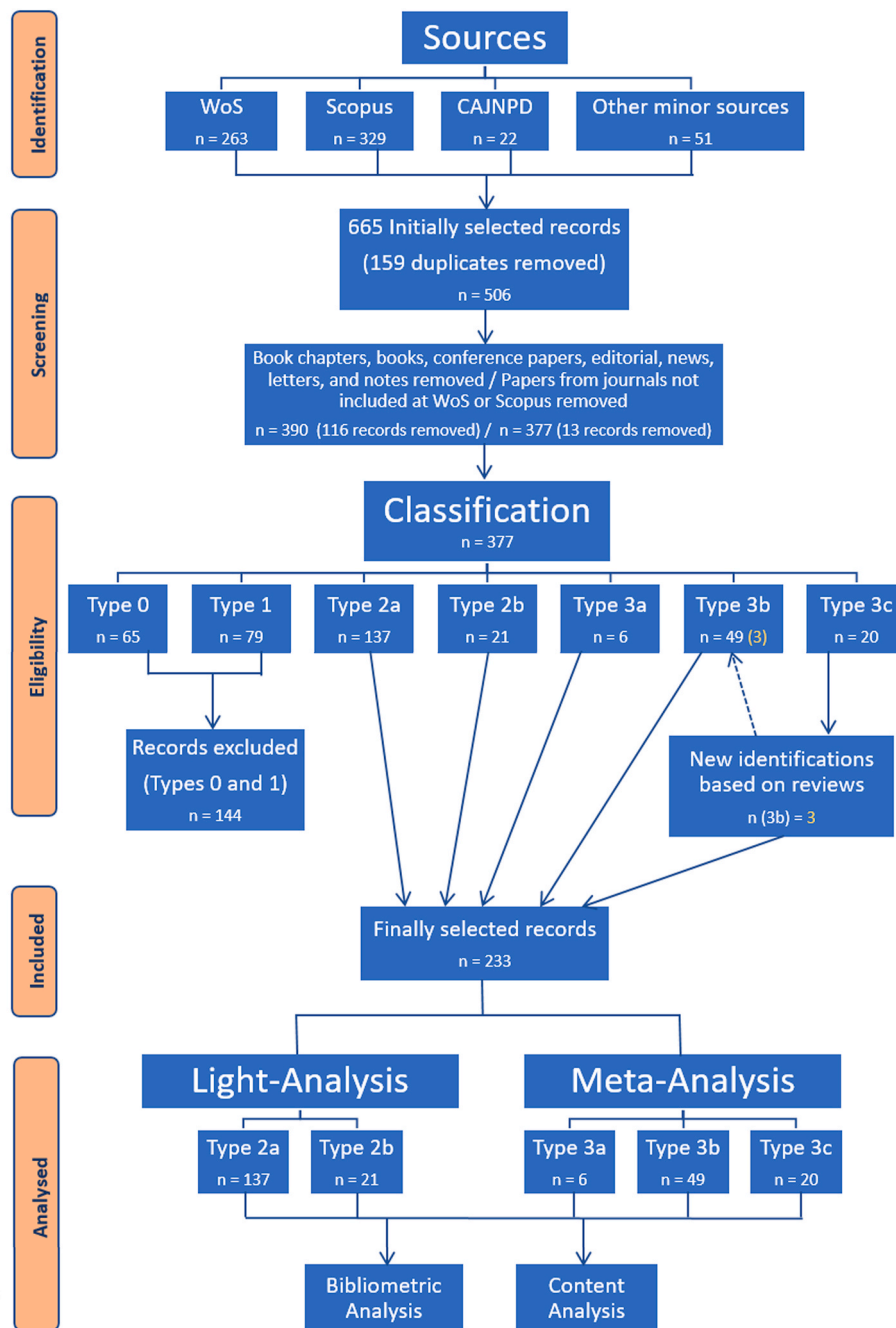 Identification
Sources
WoS
n = 263
Scopus
n = 329
CAJNPD
n = 22
Other minor sources
n = 51
Screening
665 Initially selected records
(159 duplicates removed)
n = 506
Book chapters, books, conference papers, editorial, news,
letters, and notes removed / Papers from journals not
included at WoS or Scopus removed
n = 390 (116 records removed) / n = 377 (13 records removed)
Eligibility
Classification
n = 377
Type 0
n = 65
Type 1
n = 79
Type 2a
n = 137
Type 2b
n = 21
Type 3a
n = 6
Type 3b
n = 49 (3)
Type 3c
n = 20
Records excluded
(Types 0 and 1)
n = 144
New identifications
based on reviews
n (3b) = 3
Included
Finally selected records
n = 233
Analysed
Light-Analysis
Meta-Analysis
Type 2a
n = 137
Type 2b
n = 21
Type 3a
n = 6
Type 3b
n = 49
Type 3c
n = 20
Bibliometric
Analysis
Content
Analysis